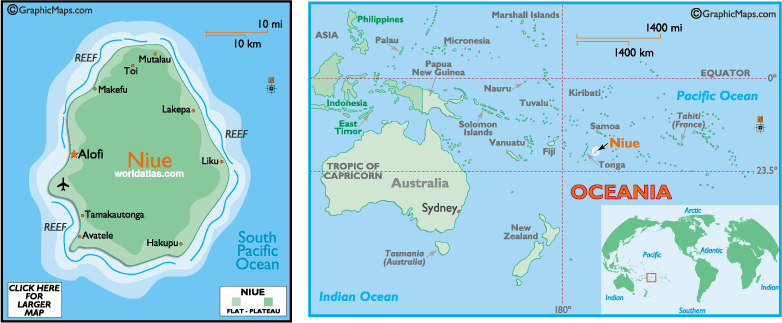 ©GraphicMaps.com
10 mi
10 km
REEF
Mutalau
Toi
Makefu
Lakepa
REEF
Alofi
Niue
worldatlas.com
Liku
Tamakautonga
REEF
Avatele
Hakupu
South
Pacific
Ocean
CLICK HERE
FOR
LARGER
MAP
NIUE
FLAT - PLATEAU
©GraphicMaps.com
Philippines
Marshall Islands
1400 mi
1400 km
ASIA
Palau
Micronesia
Papua
New Guinea
EQUATOR
0°
Nauru
Kiribati
Pacific Ocean
Indonesia
Tuvalu
East
Timor
Solomon
Islands
Samoa
Tahiti
(France)
Vanuatu
Fiji
Niue
Tonga
TROPIC OF
CAPRICORN
23.5°
Australia
OCEANIA
Sydney
New
Zealand
Tasmania
(Australia)
Indian Ocean
180°
Arctic
Pacific
Atlantic
Indian
Indian
Southern